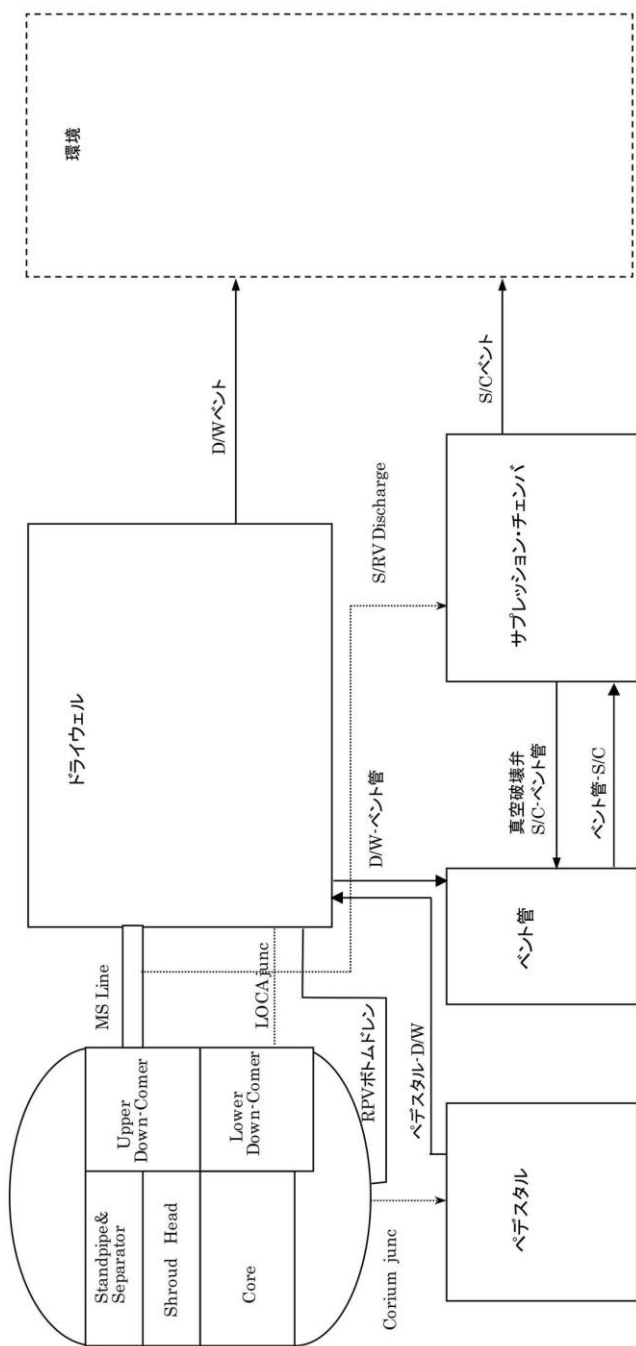 Standpipe&
Separator
Shroud Head
Core
Upper
Down-Comer
Lower
Down-Comer
MS Line
LOCA junc
RPVボトムドレン
Corium junc
ペデスタル-D/W
ペデスタル
ドライウェル
D/W-ベント管
S/RV Discharge
ベント管
真空破壊弁
S/C-ベント管
ベント管-S/C
サプレッション・チェンバ
D/Wベント
S/Cベント
環境